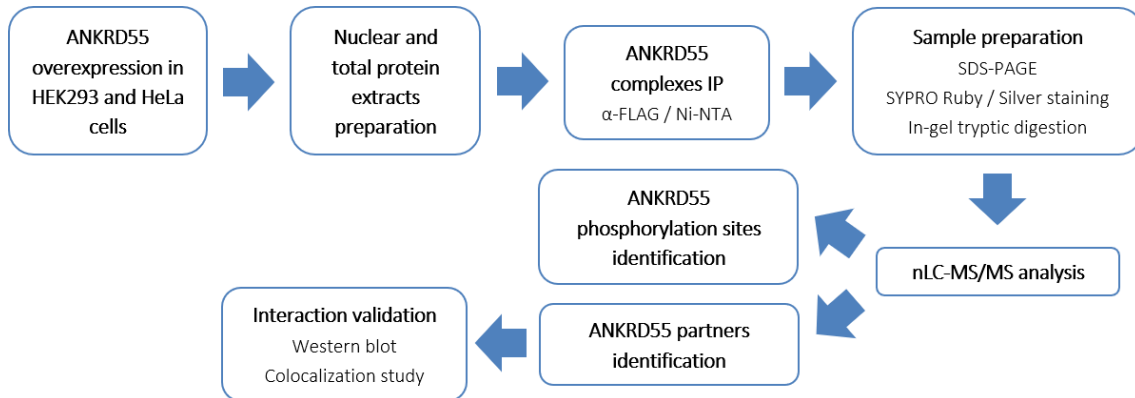 ANKRD55
overexpression in
HEK293 and HeLa
cells
Nuclear and
total protein
extracts
preparation
ANKRD55
complexes IP
α-FLAG / Ni-NTA
Sample preparation
SDS-PAGE
SYPRO Ruby / Silver staining
In-gel tryptic digestion
nLC-MS/MS analysis
ANKRD55
phosphorylation sites
identification
ANKRD55 partners
identification
Interaction validation
Western blot
Colocalization study